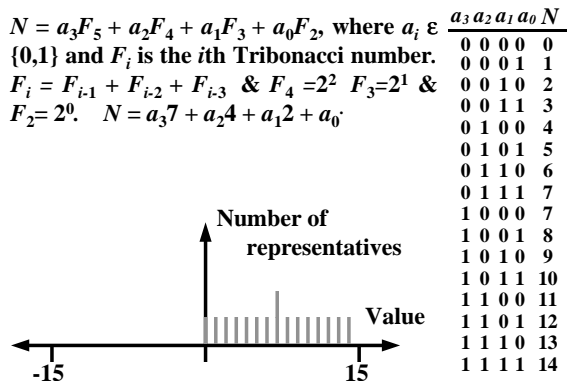 N = a₃F₅ + a₂F₄ + a₁F₃ + a₀F₂, where aᵢ ε
{0,1} and Fᵢ is the ith Tribonacci number.
Fᵢ = Fᵢ₋₁ + Fᵢ₋₂ + Fᵢ₋₃ & F₄ =2² F₃=2¹ &
F₂= 2⁰. N = a₃7 + a₂4 + a₁2 + a₀.
a₃ a₂ a₁ a₀ N
0 0 0 0 0
0 0 0 1 1
0 0 1 0 2
0 0 1 1 3
0 1 0 0 4
0 1 0 1 5
0 1 1 0 6
0 1 1 1 7
1 0 0 0 7
1 0 0 1 8
1 0 1 0 9
1 0 1 1 10
1 1 0 0 11
1 1 0 1 12
1 1 1 0 13
1 1 1 1 14
Number of
representatives
Value
-15 15